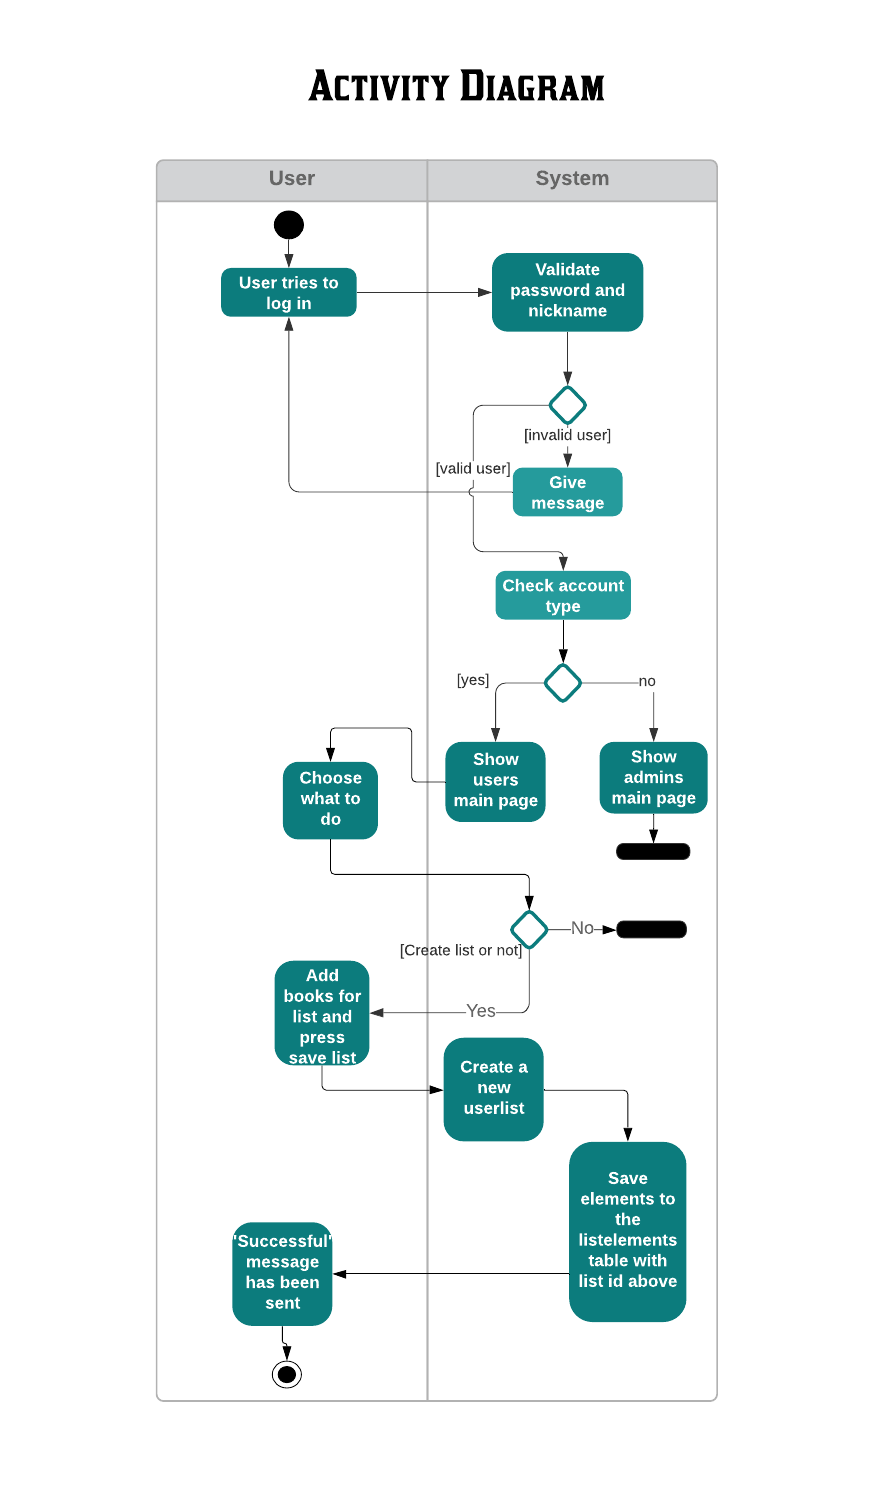 ACTIVITY DIAGRAM
User
System
User tries to
log in
Validate
password and
nickname
[invalid user]
[valid user]
Give
message
Check account
type
[yes]
no
Show
users
main page
Show
admins
main page
Choose
what to
do
No
[Create list or not]
Add
books for
list and
press
save list
Yes
Create a
new
userlist
Save
elements to
the
listelements
table with
list id above
'Successful'
message
has been
sent